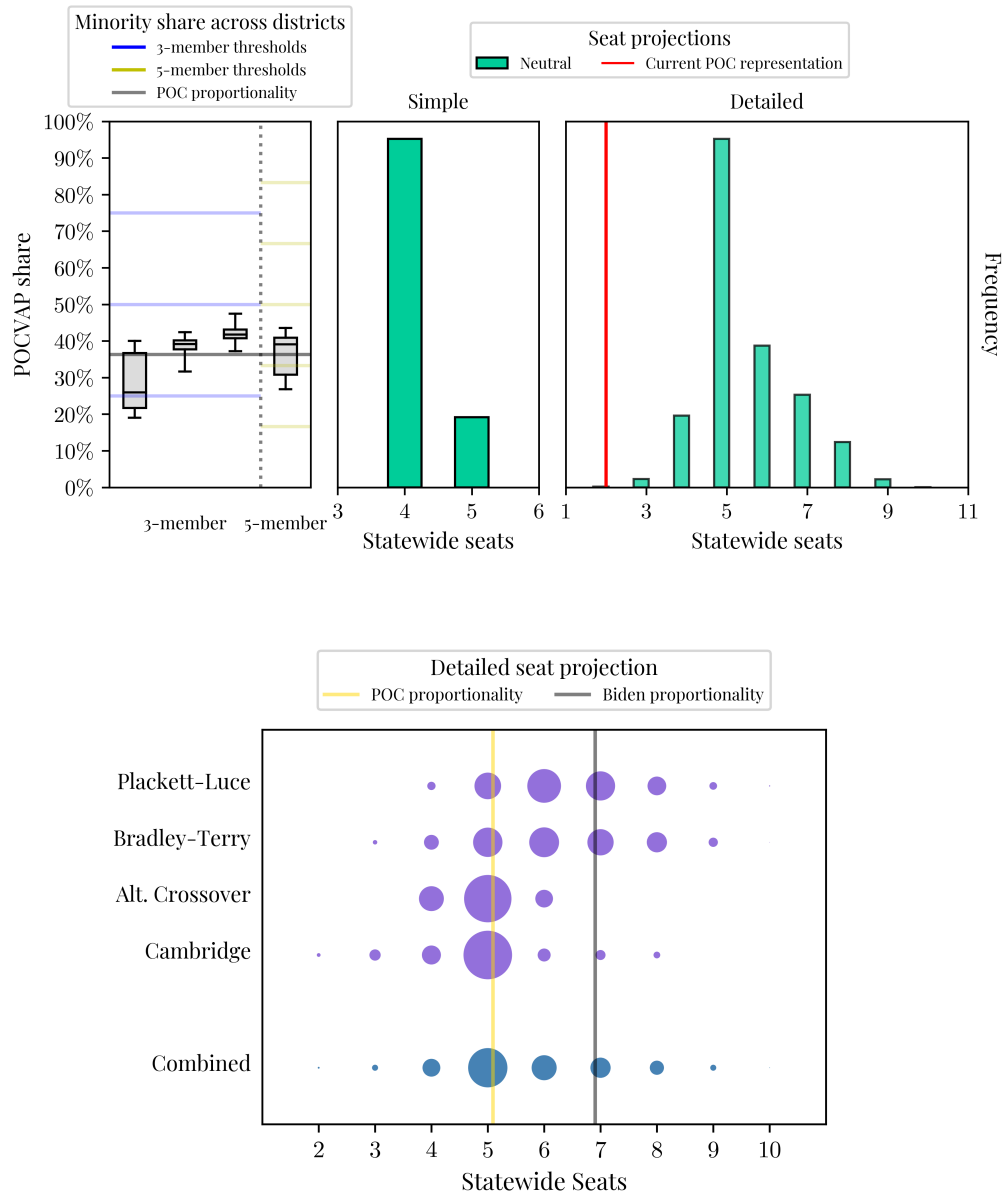 Minority share across districts
3-member thresholds
5-member thresholds
POC proportionality
Seat projections
Neutral
Current POC representation
Simple
Detailed
100%
90%
80%
70%
60%
50%
40%
30%
20%
10%
0%
POCVAP share
3-member 5-member
3 4 5 6
Statewide seats
1 3 5 7 9 11
Statewide seats
Frequency
Detailed seat projection
POC proportionality
Biden proportionality
Plackett-Luce
Bradley-Terry
Alt. Crossover
Cambridge
Combined
2 3 4 5 6 7 8 9 10
Statewide Seats